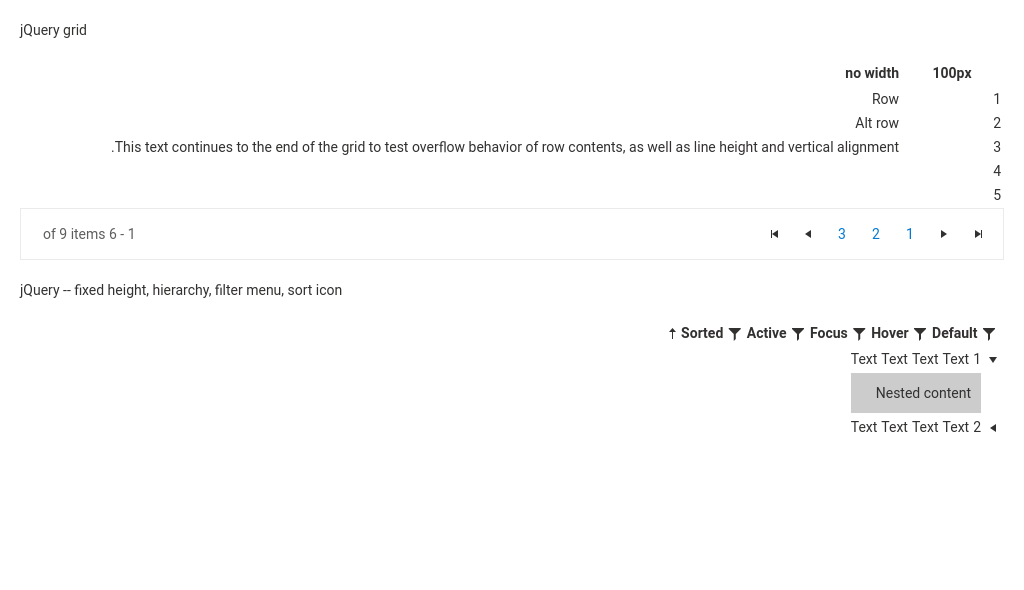 jQuery grid
no width 100px
Row 1
Alt row 2
.This text continues to the end of the grid to test overflow behavior of row contents, as well as line height and vertical alignment 3
4
5
of 9 items 6 - 1 3 2 1
jQuery -- fixed height, hierarchy, filter menu, sort icon
Sorted Active Focus Hover Default
Text Text Text Text 1
Nested content
Text Text Text Text 2